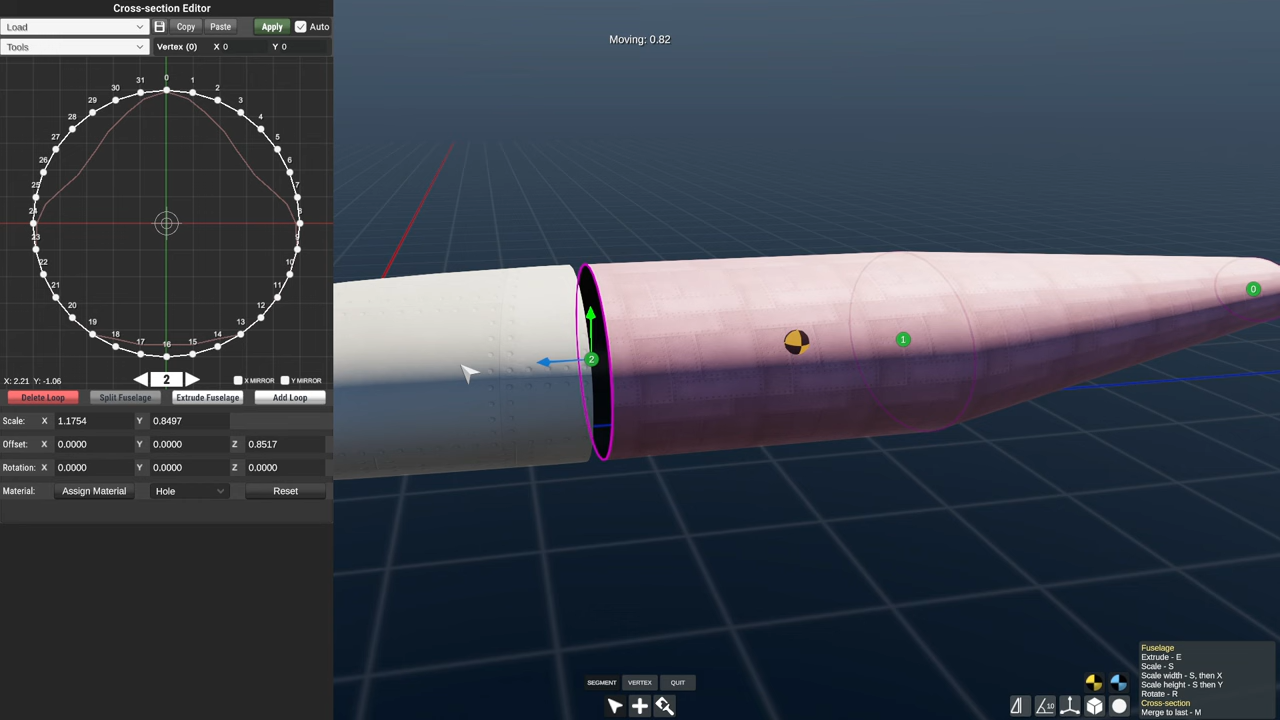 Cross-section Editor
Load Copy Paste Apply Auto
Tools Vertex (0) X 0 Y 0
Moving: 0.82
0
31 1
30 2
29 3
28 4
27 5
26 6
25 7
24 8
23 9
22 10
21 11
20 12
19 13
18 14
17 16 15
X: 2.21 Y: -1.06 2 X MIRROR Y MIRROR
Delete Loop Split Fuselage Extrude Fuselage Add Loop
Scale: X 1.1754 Y 0.8497
Offset: X 0.0000 Y 0.0000 Z 0.8517
Rotation: X 0.0000 Y 0.0000 Z 0.0000
Material: Assign Material Hole Reset
2 1 0
SEGMENT VERTEX QUIT
10
Fuselage
Extrude - E
Scale - S
Scale width - S, then X
Scale height - S then Y
Rotate - R
Cross-section
Merge to last - M